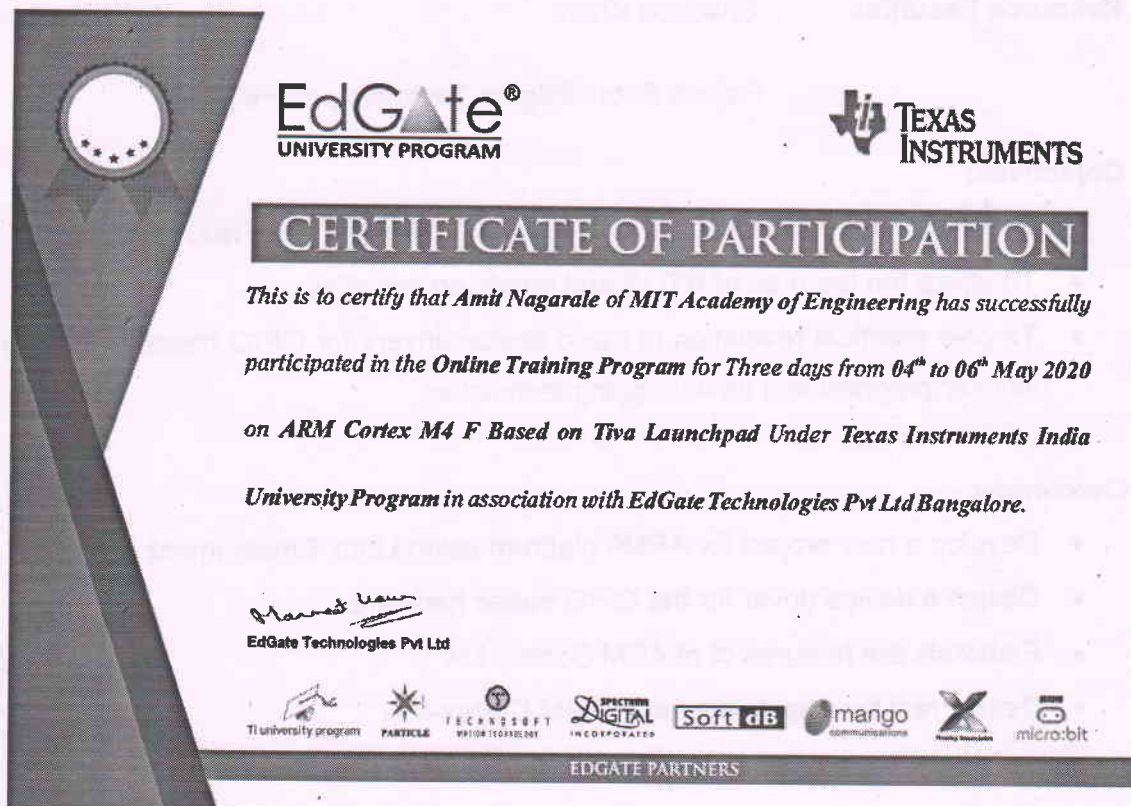 EdGate®
UNIVERSITY PROGRAM
TEXAS
INSTRUMENTS
CERTIFICATE OF PARTICIPATION
This is to certify that Amit Nagarale of MIT Academy of Engineering has successfully
participated in the Online Training Program for Three days from 04th to 06th May 2020
on ARM Cortex M4 F Based on Tiva Launchpad Under Texas Instruments India
University Program in association with EdGate Technologies Pvt Ltd Bangalore.
EdGate Technologies Pvt Ltd
TI university program
PARTICLE
TECHNOSOFT
MOTION TECHNOLOGY
SPECTRUM
DIGITAL
INCORPORATED
Soft dB
mango
communications
micro:bit
EDGATE PARTNERS